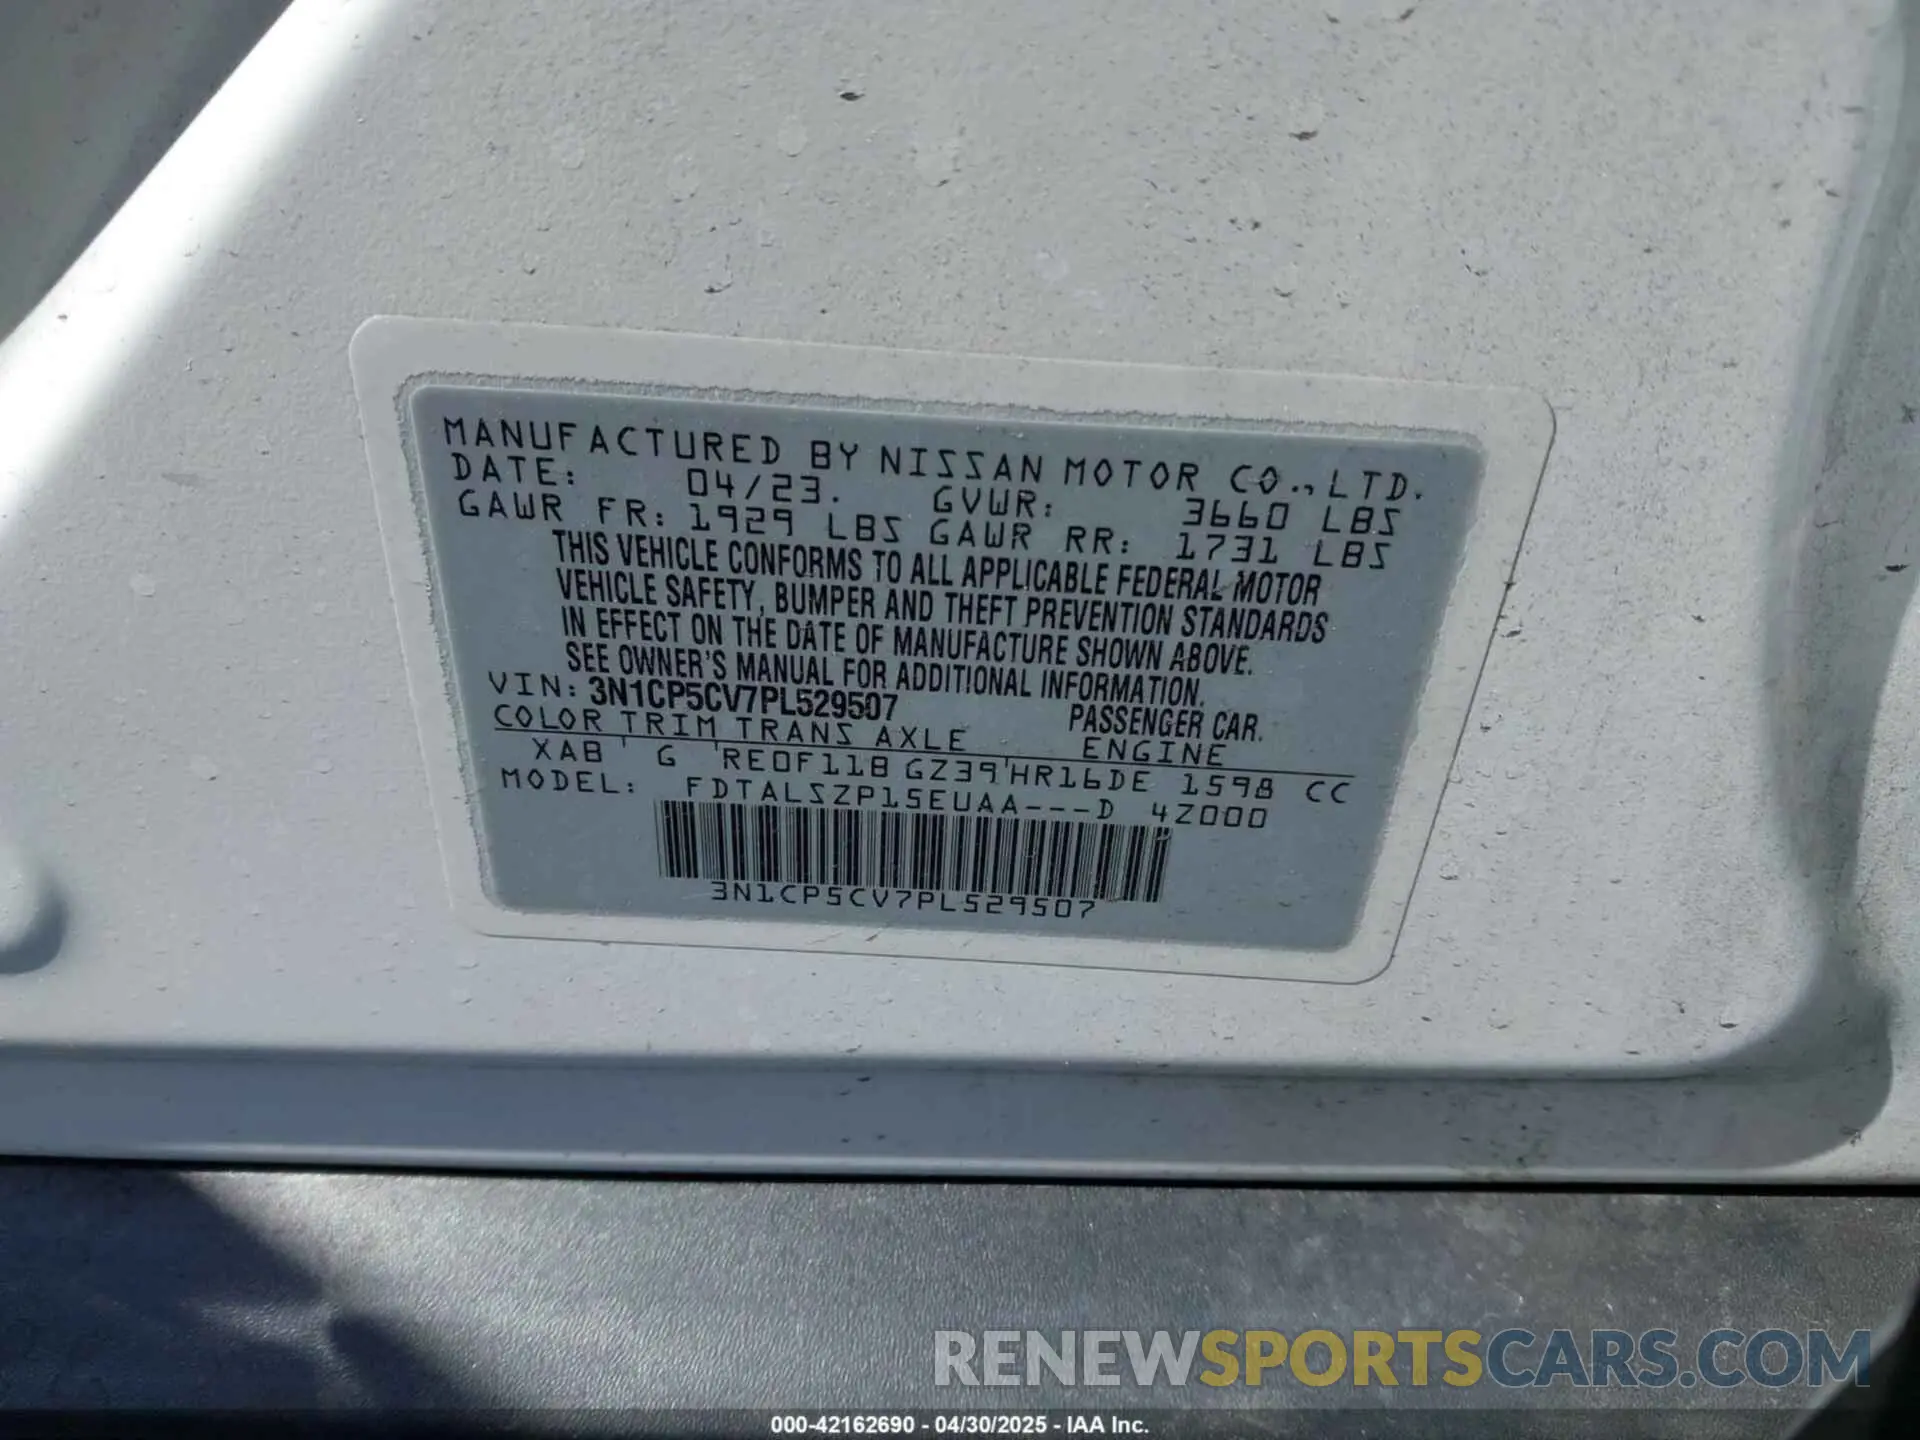 MANUFACTURED BY NISSAN MOTOR CO., LTD.
DATE: 04/23. GVWR: 3660 LBS
GAWR FR: 1929 LBS GAWR RR: 1731 LBS
THIS VEHICLE CONFORMS TO ALL APPLICABLE FEDERAL MOTOR
VEHICLE SAFETY, BUMPER AND THEFT PREVENTION STANDARDS
IN EFFECT ON THE DATE OF MANUFACTURE SHOWN ABOVE.
SEE OWNER'S MANUAL FOR ADDITIONAL INFORMATION.
VIN: 3N1CP5CV7PL529507 PASSENGER CAR.
COLOR TRIM TRANS AXLE ENGINE
XAB G RE0F11B GZ39 HR16DE 1598 CC
MODEL: FDTALSZP15EUAA---D 4Z000
3N1CP5CV7PL529507
RENEWSPORTSCARS.COM
000-42162690 - 04/30/2025 - IAA Inc.